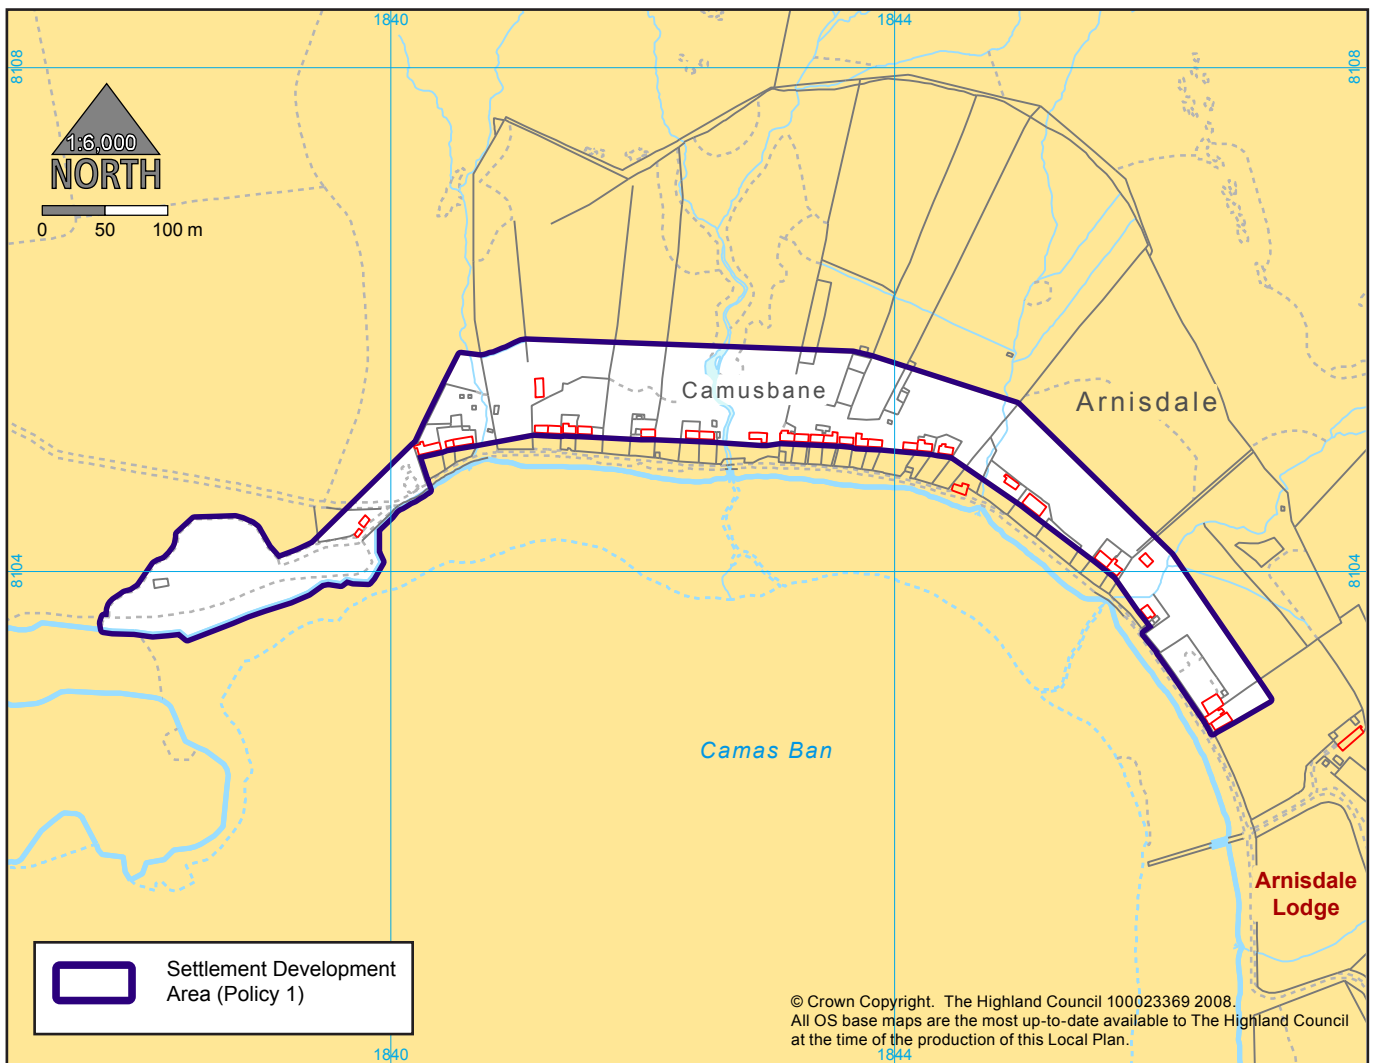 1840
1844
8108
8108
1:6,000
NORTH
0 50 100 m
Camusbane
Arnisdale
8104
8104
Camas Ban
Arnisdale
Lodge
Settlement Development
Area (Policy 1)
© Crown Copyright. The Highland Council 100023369 2008.
All OS base maps are the most up-to-date available to The Highland Council
at the time of the production of this Local Plan.
1840
1844